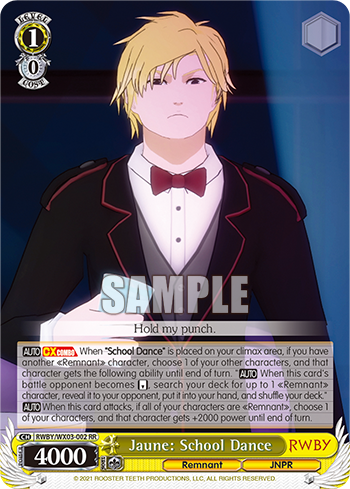 LEVEL
1
0
COST
SAMPLE
Hold my punch.
AUTO CX COMBO When "School Dance" is placed on your climax area, if you have
another «Remnant» character, choose 1 of your other characters, and that
character gets the following ability until end of turn. "AUTO When this card's
battle opponent becomes [ ], search your deck for up to 1 «Remnant»
character, reveal it to your opponent, put it into your hand, and shuffle your deck."
AUTO When this card attacks, if all of your characters are «Remnant», choose 1
of your characters, and that character gets +2000 power until end of turn.
CH RWBY/WX03-002 RR
Jaune: School Dance
RWBY
POWER
4000
Remnant
JNPR
© 2021 ROOSTER TEETH PRODUCTIONS, LLC, ALL RIGHTS RESERVED.